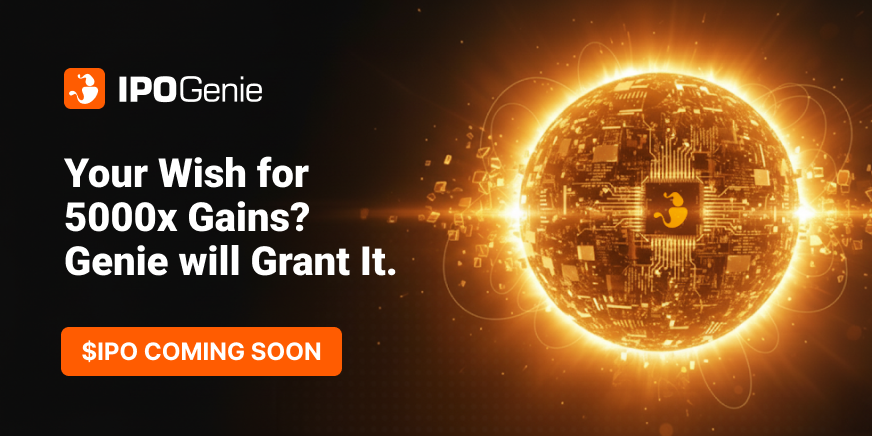 IPOGenie
Your Wish for
5000x Gains?
Genie will Grant It.
$IPO COMING SOON